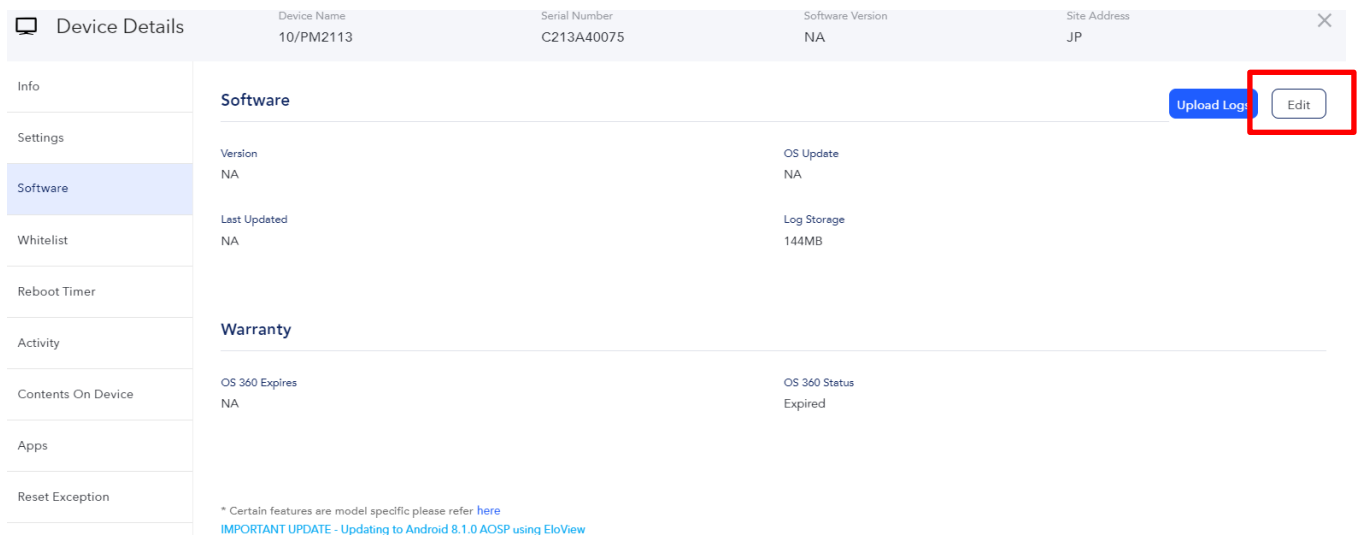 Device Details
Device Name
10/PM2113
Serial Number
C213A40075
Software Version
NA
Site Address
JP
Info
Settings
Software
Whitelist
Reboot Timer
Activity
Contents On Device
Apps
Reset Exception
Software
Upload Logs
Edit
Version
NA
OS Update
NA
Last Updated
NA
Log Storage
144MB
Warranty
OS 360 Expires
NA
OS 360 Status
Expired
* Certain features are model specific please refer here
IMPORTANT UPDATE - Updating to Android 8.1.0 AOSP using EloView